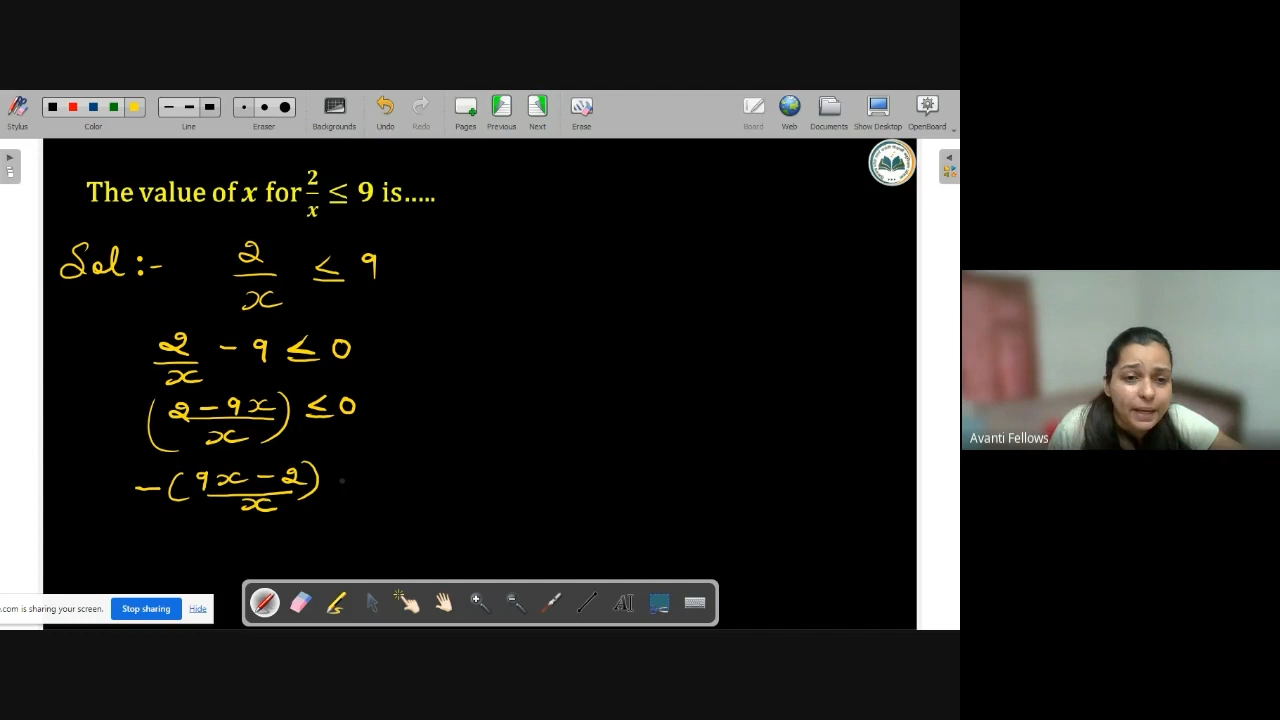 Stylus Color Line Eraser Backgrounds Undo Redo Pages Previous Next Erase Board Web Documents Show Desktop OpenBoard
The value of x for 2/x ≤ 9 is.....
Sol :- 2/x ≤ 9
2/x - 9 ≤ 0
(2 - 9x / x) ≤ 0
-(9x - 2 / x)
Avanti Fellows
.com is sharing your screen. Stop sharing Hide
AI